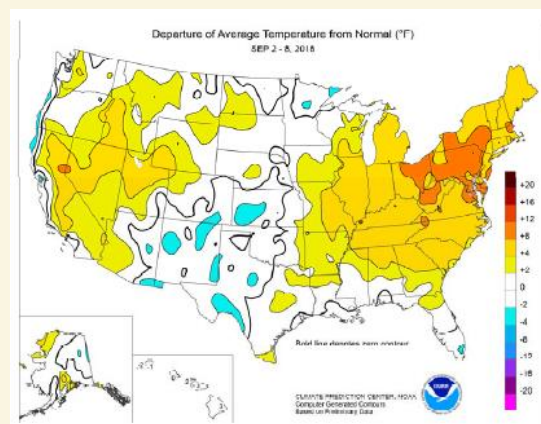 Departure of Average Temperature from Normal (°F)
SEP 2 - 8, 2018
+20
+16
+12
+8
+4
+2
0
-2
-4
-8
-12
-16
-20
Bold line denotes zero contour
CLIMATE PREDICTION CENTER, NOAA
Computer Generated Contours
Based on Preliminary Data